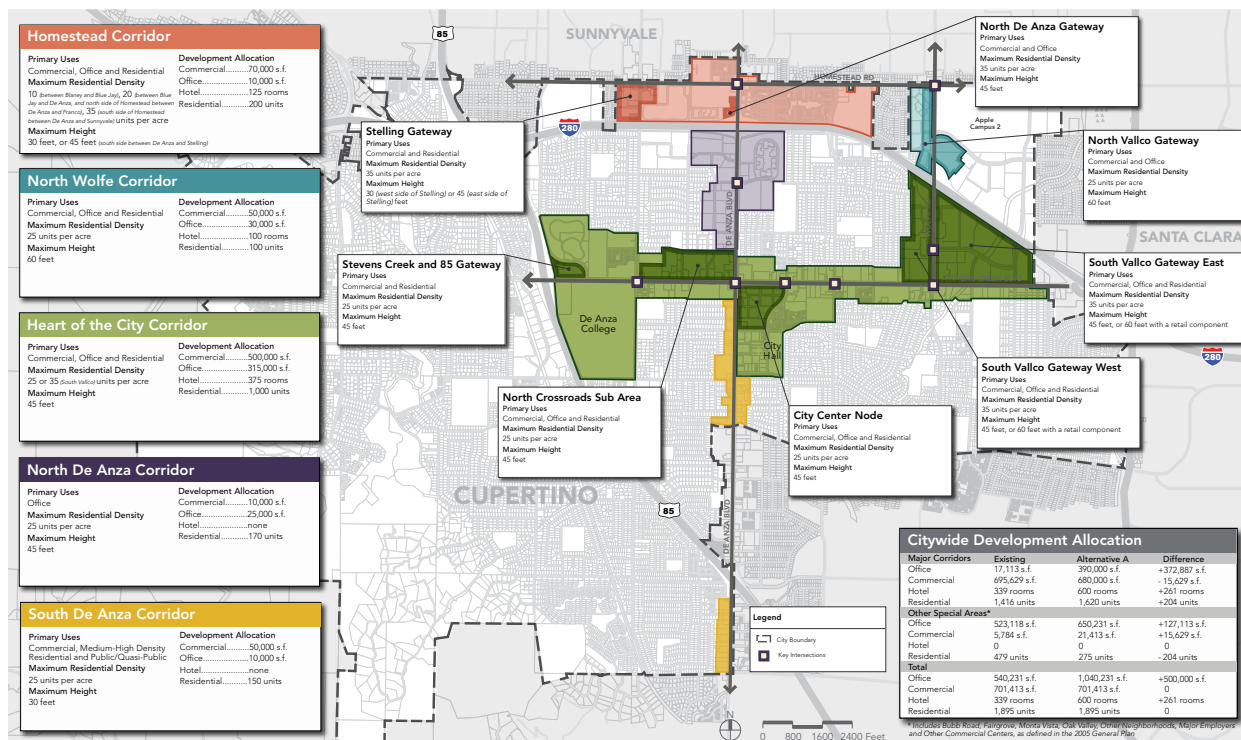 Homestead Corridor
Primary Uses
Commercial, Office and Residential
Maximum Residential Density
10 (between Blaney and Blue Jay), 20 (between Blue
Jay and De Anza, and north side of Homestead between
De Anza and Franco), 35 (south side of Homestead
between De Anza and Sunnyvale) units per acre
Maximum Height
30 feet, or 45 feet (south side between De Anza and Stelling)
Development Allocation
Commercial.........70,000 s.f.
Office...................10,000 s.f.
Hotel....................125 rooms
Residential...........200 units
North Wolfe Corridor
Primary Uses
Commercial, Office and Residential
Maximum Residential Density
25 units per acre
Maximum Height
60 feet
Development Allocation
Commercial.........50,000 s.f.
Office...................30,000 s.f.
Hotel....................100 rooms
Residential...........100 units
Heart of the City Corridor
Primary Uses
Commercial, Office and Residential
Maximum Residential Density
25 or 35 (South Vallco) units per acre
Maximum Height
45 feet
Development Allocation
Commercial.........500,000 s.f.
Office...................315,000 s.f.
Hotel....................375 rooms
Residential...........1,000 units
North De Anza Corridor
Primary Uses
Office
Maximum Residential Density
25 units per acre
Maximum Height
45 feet
Development Allocation
Commercial.........10,000 s.f.
Office...................25,000 s.f.
Hotel....................none
Residential...........170 units
South De Anza Corridor
Primary Uses
Commercial, Medium-High Density
Residential and Public/Quasi-Public
Maximum Residential Density
25 units per acre
Maximum Height
30 feet
Development Allocation
Commercial.........50,000 s.f.
Office...................10,000 s.f.
Hotel....................none
Residential...........150 units
85
SUNNYVALE
HOMESTEAD RD
280
Apple
Campus 2
North De Anza Gateway
Primary Uses
Commercial and Office
Maximum Residential Density
35 units per acre
Maximum Height
45 feet
Stelling Gateway
Primary Uses
Commercial and Residential
Maximum Residential Density
35 units per acre
Maximum Height
30 (west side of Stelling) or 45 (east side of
Stelling) feet
North Vallco Gateway
Primary Uses
Commercial and Office
Maximum Residential Density
25 units per acre
Maximum Height
60 feet
DE ANZA BLVD
SANTA CLARA
Stevens Creek and 85 Gateway
Primary Uses
Commercial and Residential
Maximum Residential Density
25 units per acre
Maximum Height
45 feet
South Vallco Gateway East
Primary Uses
Commercial, Office and Residential
Maximum Residential Density
35 units per acre
Maximum Height
45 feet, or 60 feet with a retail component
De Anza
College
City
Hall
280
South Vallco Gateway West
Primary Uses
Commercial, Office and Residential
Maximum Residential Density
35 units per acre
Maximum Height
45 feet, or 60 feet with a retail component
North Crossroads Sub Area
Primary Uses
Commercial, Office and Residential
Maximum Residential Density
25 units per acre
Maximum Height
45 feet
City Center Node
Primary Uses
Commercial, Office and Residential
Maximum Residential Density
25 units per acre
Maximum Height
45 feet
CUPERTINO
85
DE ANZA BLVD
Legend
City Boundary
Key Intersections
N
0 800 1600 2400 Feet
Citywide Development Allocation
Major Corridors Existing Alternative A Difference
Office 17,113 s.f. 390,000 s.f. +372,887 s.f.
Commercial 695,629 s.f. 680,000 s.f. - 15,629 s.f.
Hotel 339 rooms 600 rooms +261 rooms
Residential 1,416 units 1,620 units +204 units
Other Special Areas*
Office 523,118 s.f. 650,231 s.f. +127,113 s.f.
Commercial 5,784 s.f. 21,413 s.f. +15,629 s.f.
Hotel 0 0 0
Residential 479 units 275 units - 204 units
Total
Office 540,231 s.f. 1,040,231 s.f. +500,000 s.f.
Commercial 701,413 s.f. 701,413 s.f. 0
Hotel 339 rooms 600 rooms +261 rooms
Residential 1,895 units 1,895 units 0
* Includes Bubb Road, Fairgrove, Monta Vista, Oak Valley, Other Neighborhoods, Major Employers
and Other Commercial Centers, as defined in the 2005 General Plan